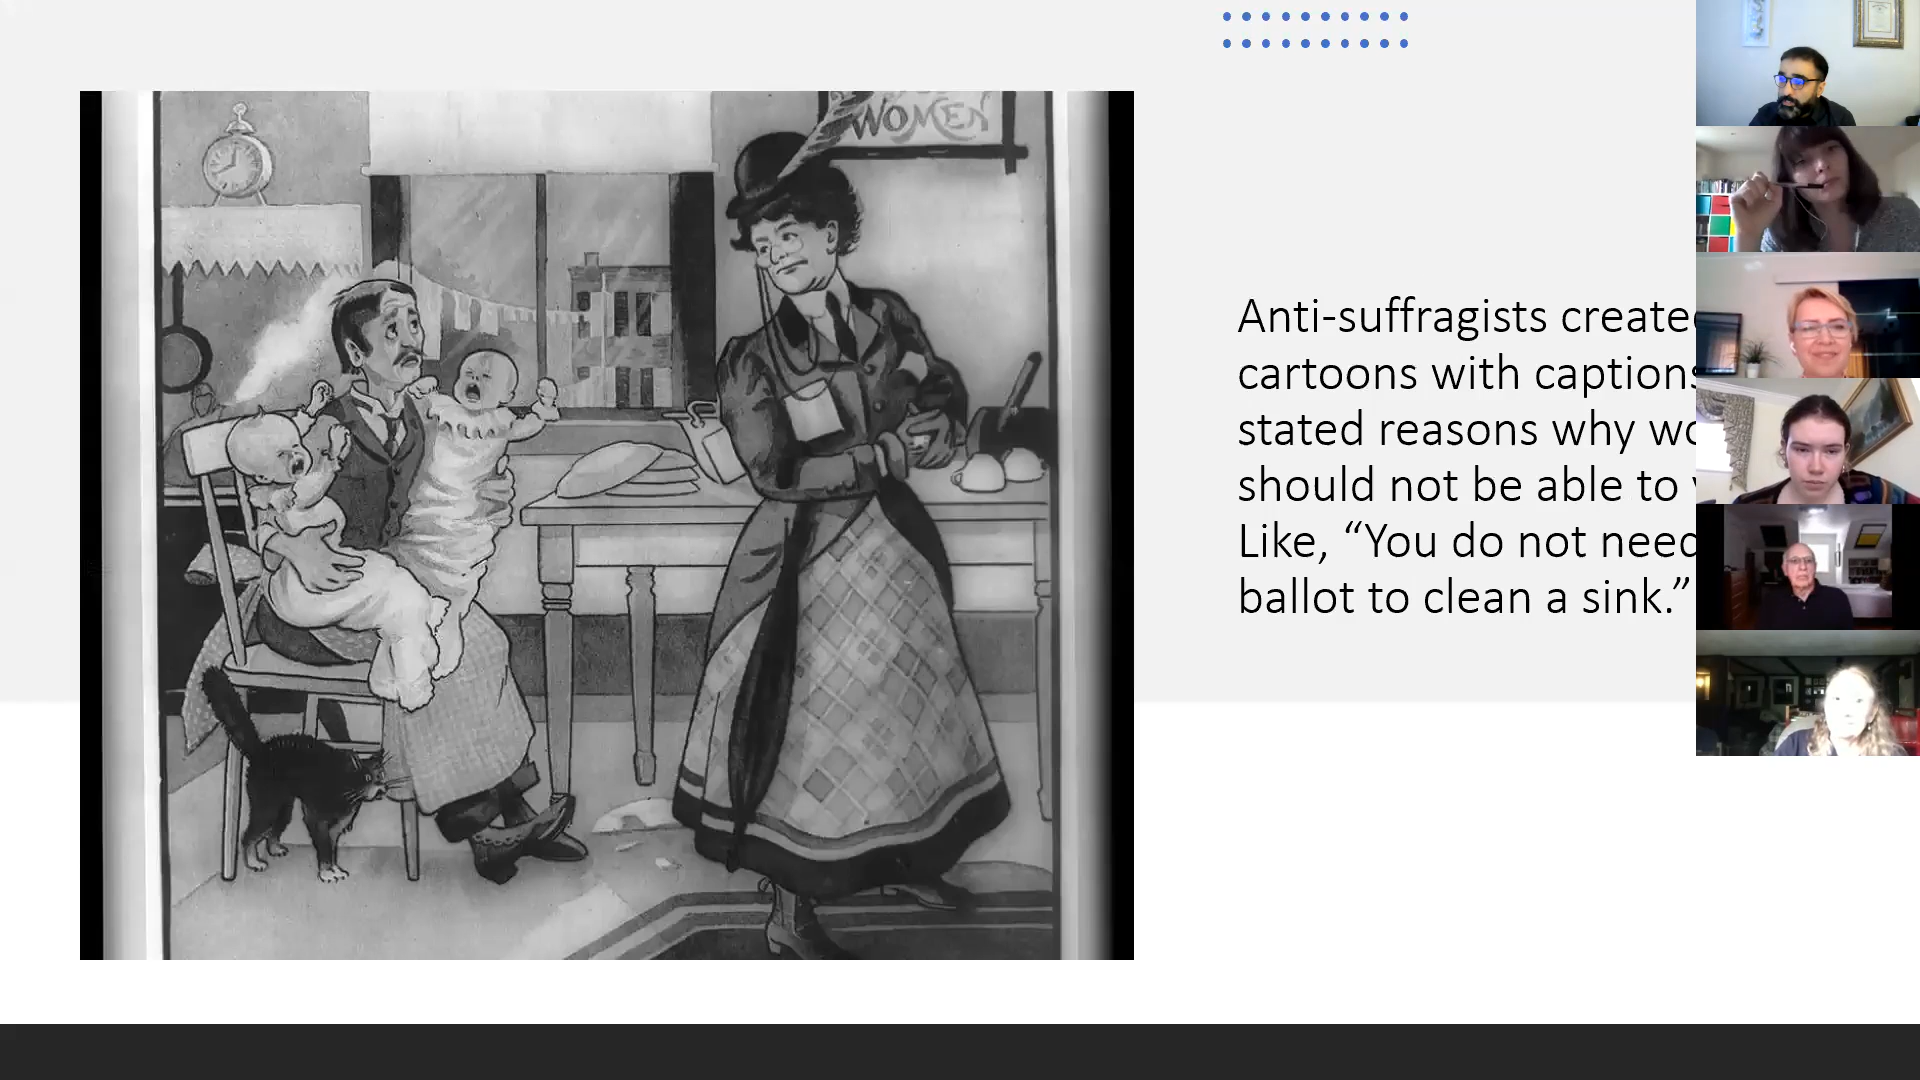 WOMEN
Anti-suffragists create
cartoons with captions
stated reasons why wo
should not be able to
Like, “You do not need
ballot to clean a sink.”